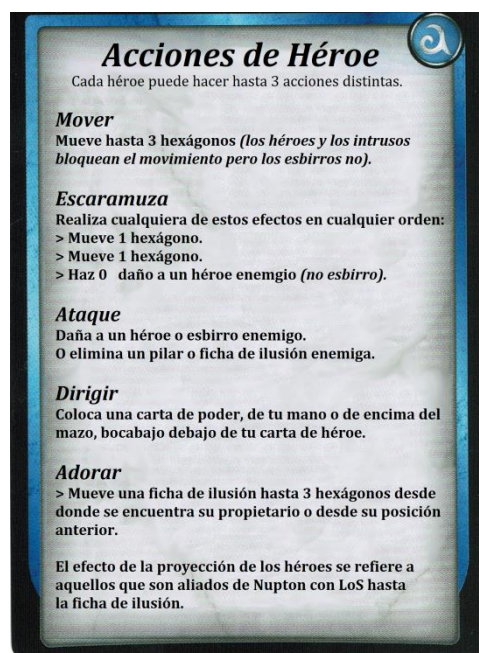 Acciones de Héroe
Cada héroe puede hacer hasta 3 acciones distintas.
Mover
Mueve hasta 3 hexágonos (los héroes y los intrusos
bloquean el movimiento pero los esbirros no).
Escaramuza
Realiza cualquiera de estos efectos en cualquier orden:
> Mueve 1 hexágono.
> Mueve 1 hexágono.
> Haz 0 daño a un héroe enemgio (no esbirro).
Ataque
Daña a un héroe o esbirro enemigo.
O elimina un pilar o ficha de ilusión enemiga.
Dirigir
Coloca una carta de poder, de tu mano o de encima del
mazo, bocabajo debajo de tu carta de héroe.
Adorar
> Mueve una ficha de ilusión hasta 3 hexágonos desde
donde se encuentra su propietario o desde su posición
anterior.
El efecto de la proyección de los héroes se refiere a
aquellos que son aliados de Nupton con LoS hasta
la ficha de ilusión.